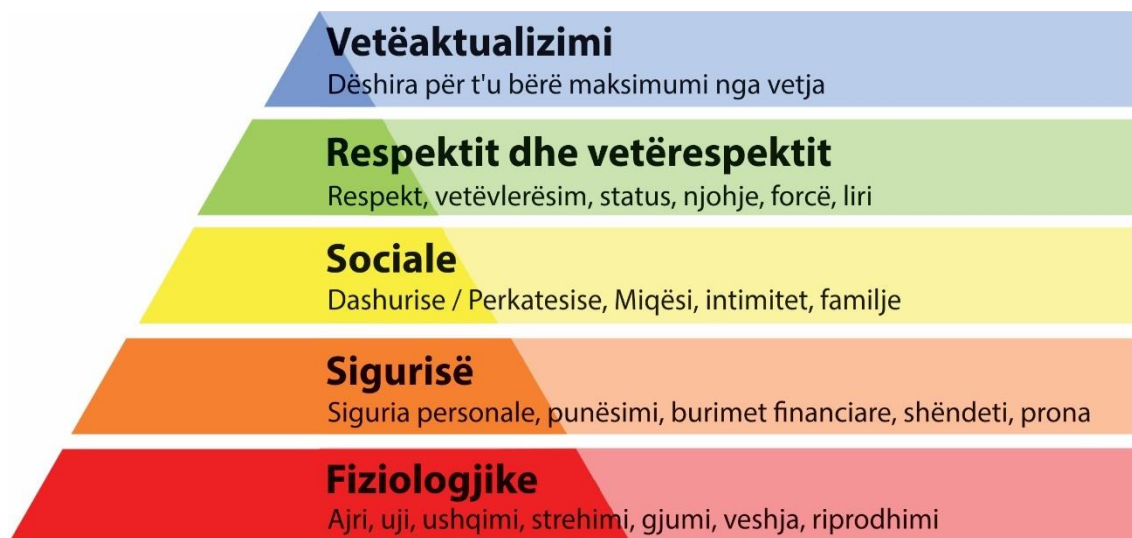 Vetëaktualizimi
Dëshira për t'u bërë maksimumi nga vetja
Respektit dhe vetërespektit
Respekt, vetëvlerësim, status, njohje, forcë, liri
Sociale
Dashurise / Perkatesise, Miqësi, intimitet, familje
Sigurisë
Siguria personale, punësimi, burimet financiare, shëndeti, prona
Fiziologjike
Ajri, uji, ushqimi, strehimi, gjumi, veshja, riprodhimi